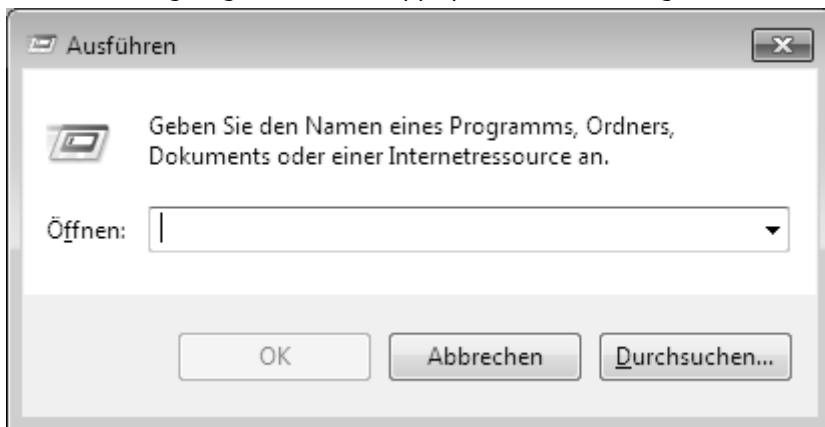 Ausführen
Geben Sie den Namen eines Programms, Ordners,
Dokuments oder einer Internetressource an.
Öffnen:
OK Abbrechen Durchsuchen...